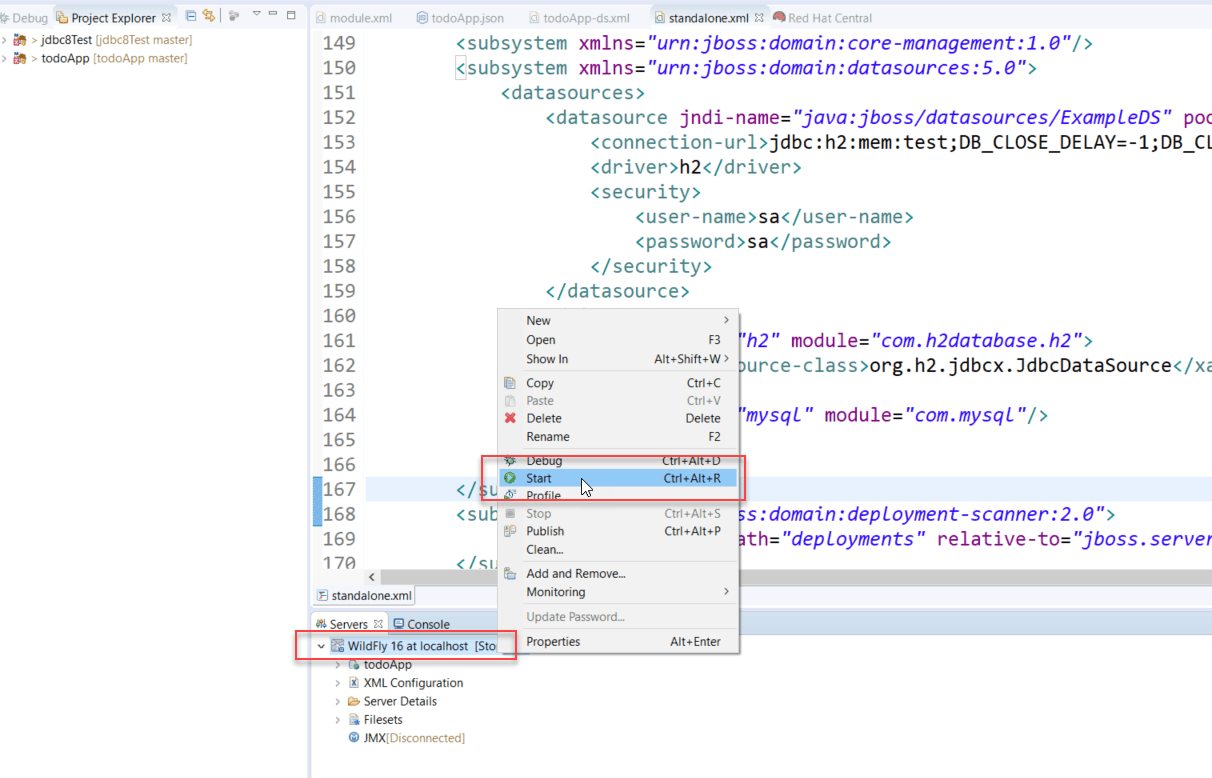 Debug Project Explorer
> jdbc8Test [jdbc8Test master]
> todoApp [todoApp master]
module.xml todoApp.json todoApp-ds.xml standalone.xml Red Hat Central
149 <subsystem xmlns="urn:jboss:domain:core-management:1.0"/>
150 <subsystem xmlns="urn:jboss:domain:datasources:5.0">
151 <datasources>
152 <datasource jndi-name="java:jboss/datasources/ExampleDS" poo
153 <connection-url>jdbc:h2:mem:test;DB_CLOSE_DELAY=-1;DB_CL
154 <driver>h2</driver>
155 <security>
156 <user-name>sa</user-name>
157 <password>sa</password>
158 </security>
159 </datasource>
160
161 "h2" module="com.h2database.h2">
162 ource-class>org.h2.jdbcx.JdbcDataSource</xa
163
164 "mysql" module="com.mysql"/>
165
166
167 </su
168 <sub ss:domain:deployment-scanner:2.0">
169 ath="deployments" relative-to="jboss.server
170 </su
New
Open F3
Show In Alt+Shift+W
Copy Ctrl+C
Paste Ctrl+V
Delete Delete
Rename F2
Debug Ctrl+Alt+D
Start Ctrl+Alt+R
Profile
Stop Ctrl+Alt+S
Publish Ctrl+Alt+P
Clean...
Add and Remove...
Monitoring
Update Password...
Properties Alt+Enter
standalone.xml
Servers Console
WildFly 16 at localhost [Sto
todoApp
XML Configuration
Server Details
Filesets
JMX[Disconnected]